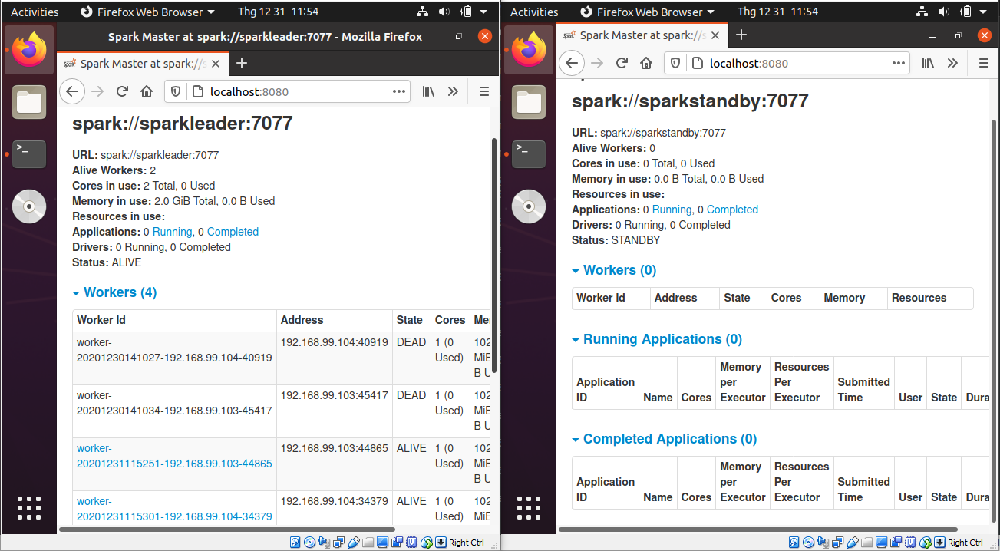 Activities Firefox Web Browser Thg 12 31 11:54
Spark Master at spark://sparkleader:7077 - Mozilla Firefox
Spark Master at spark://s
localhost:8080
spark://sparkleader:7077
URL: spark://sparkleader:7077
Alive Workers: 2
Cores in use: 2 Total, 0 Used
Memory in use: 2.0 GiB Total, 0.0 B Used
Resources in use:
Applications: 0 Running, 0 Completed
Drivers: 0 Running, 0 Completed
Status: ALIVE
Workers (4)
Worker Id Address State Cores Me
worker- 192.168.99.104:40919 DEAD 1 (0 102
20201230141027-192.168.99.104-40919 Used) MiB
B U
worker- 192.168.99.103:45417 DEAD 1 (0 102
20201230141034-192.168.99.103-45417 Used) MiB
B U
worker- 192.168.99.103:44865 ALIVE 1 (0 102
20201231115251-192.168.99.103-44865 Used) MiB
B U
worker- 192.168.99.104:34379 ALIVE 1 (0 102
20201231115301-192.168.99.104-34379 Used) MiB
Right Ctrl
Activities Firefox Web Browser Thg 12 31 11:54
Spark Master at spark://s
localhost:8080
spark://sparkstandby:7077
URL: spark://sparkstandby:7077
Alive Workers: 0
Cores in use: 0 Total, 0 Used
Memory in use: 0.0 B Total, 0.0 B Used
Resources in use:
Applications: 0 Running, 0 Completed
Drivers: 0 Running, 0 Completed
Status: STANDBY
Workers (0)
Worker Id Address State Cores Memory Resources
Running Applications (0)
Memory Resources
Application per Per Submitted
ID Name Cores Executor Executor Time User State Dura
Completed Applications (0)
Memory Resources
Application per Per Submitted
ID Name Cores Executor Executor Time User State Dura
Right Ctrl